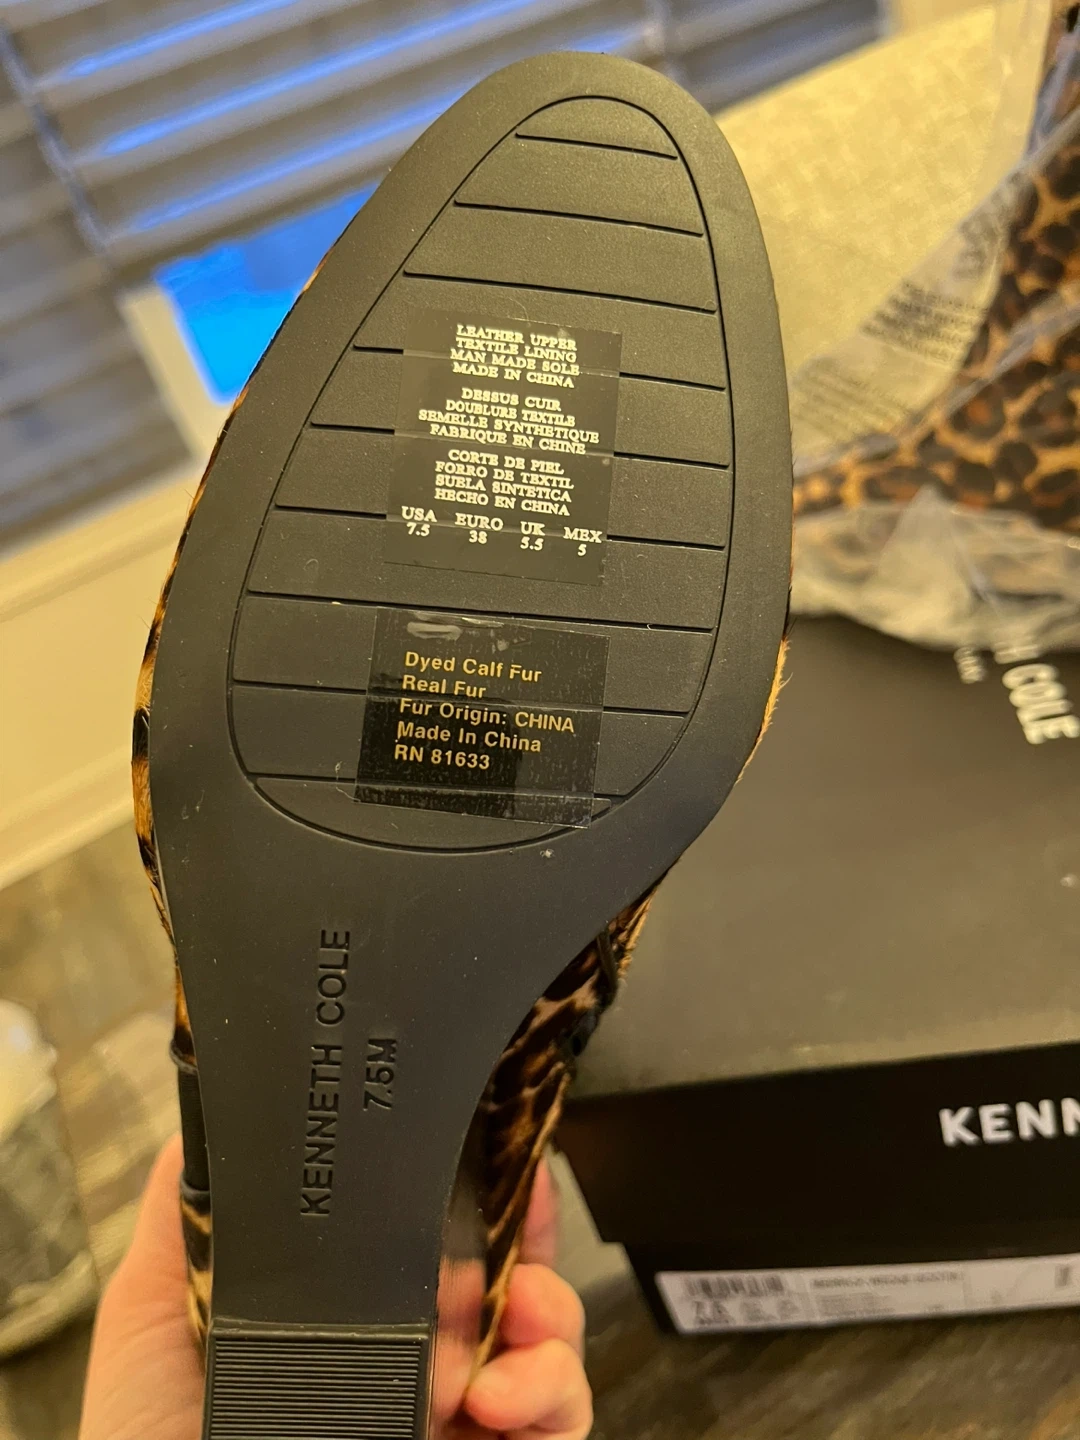 LEATHER UPPER
TEXTILE LINING
MAN MADE SOLE
MADE IN CHINA
DESSUS CUIR
DOUBLURE TEXTILE
SEMELLE SYNTHETIQUE
FABRIQUE EN CHINE
CORTE DE PIEL
FORRO DE TEXTIL
SUELA SINTETICA
HECHO EN CHINA
USA EURO UK MEX
7.5 38 5.5 5
Dyed Calf Fur
Real Fur
Fur Origin: CHINA
Made In China
RN 81633
KENNETH COLE
7.5M
H COLE
KENN